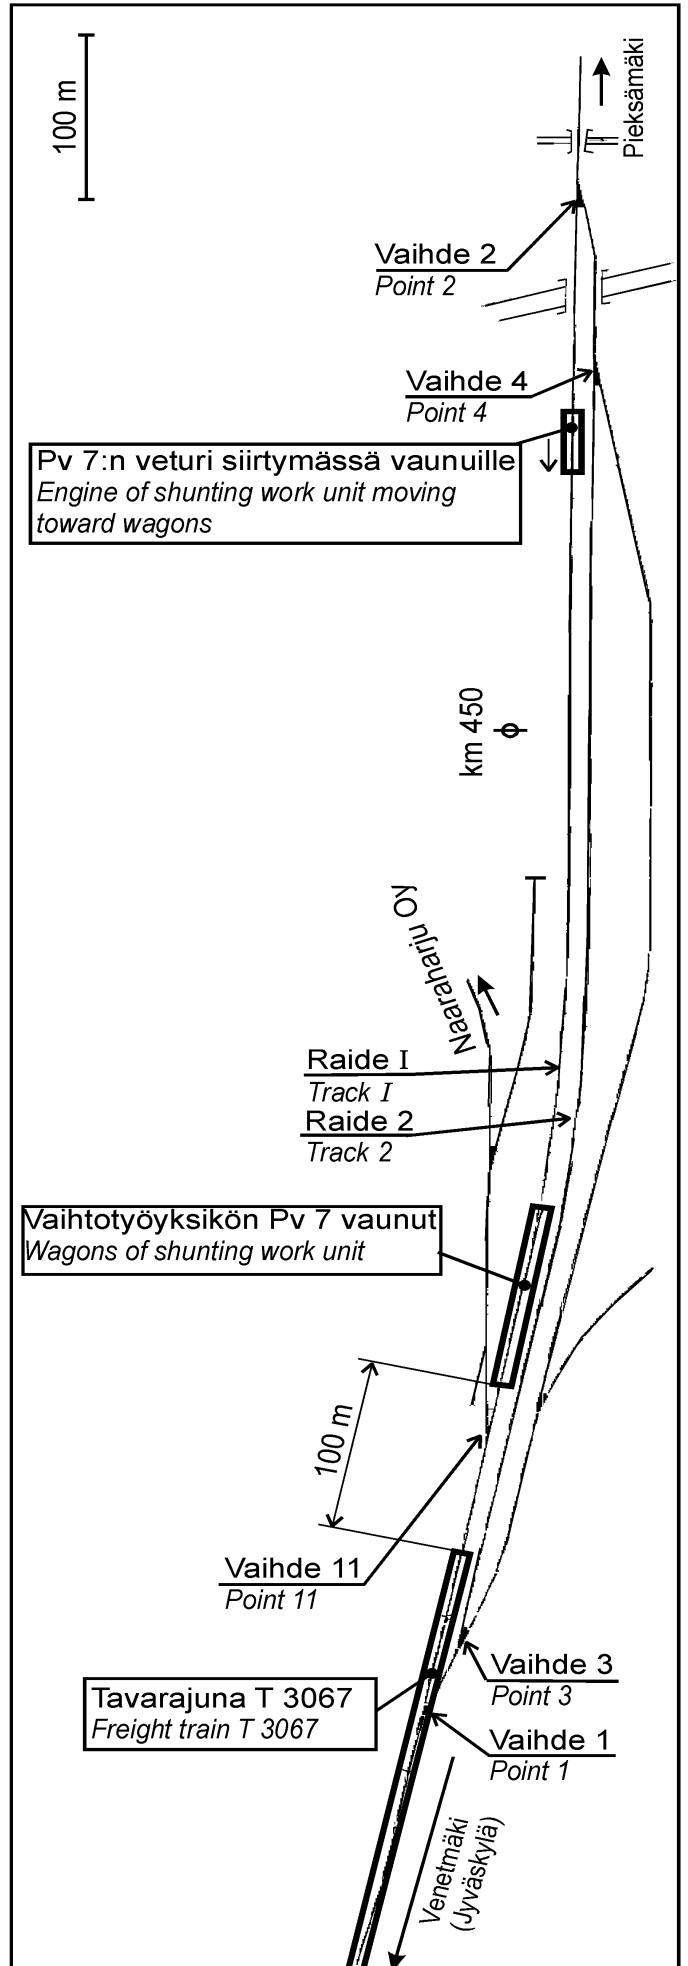 Pieksämäki
100 m
Vaihde 2
Point 2
Vaihde 4
Point 4
Pv 7:n veturi siirtymässä vaunuille
Engine of shunting work unit moving
toward wagons
km 450
Naaraharju Oy
Raide I
Track I
Raide 2
Track 2
Vaihtotyöyksikön Pv 7 vaunut
Wagons of shunting work unit
100 m
Vaihde 11
Point 11
Vaihde 3
Point 3
Tavarajuna T 3067
Freight train T 3067
Vaihde 1
Point 1
Venetmäki
(Jyväskylä)